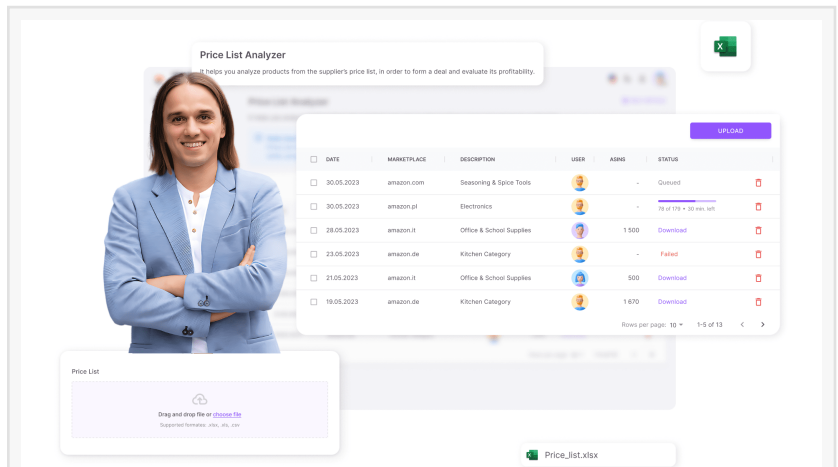 Price List Analyzer
It helps you analyze products from the supplier's price list, in order to form a deal and evaluate its profitability.
UPLOAD
DATE MARKETPLACE DESCRIPTION USER ASINS STATUS
30.05.2023 amazon.com Seasoning & Spice Tools - Queued
30.05.2023 amazon.pl Electronics - 78 of 179 • 30 min. left
28.05.2023 amazon.it Office & School Supplies 1 500 Download
23.05.2023 amazon.de Kitchen Category - Failed
21.05.2023 amazon.it Office & School Supplies 500 Download
19.05.2023 amazon.de Kitchen Category 1 670 Download
Rows per page: 10 1-5 of 13
Price List
Drag and drop file or choose file
Supported formates: .xlsx, .xls, .csv
Price_list.xlsx